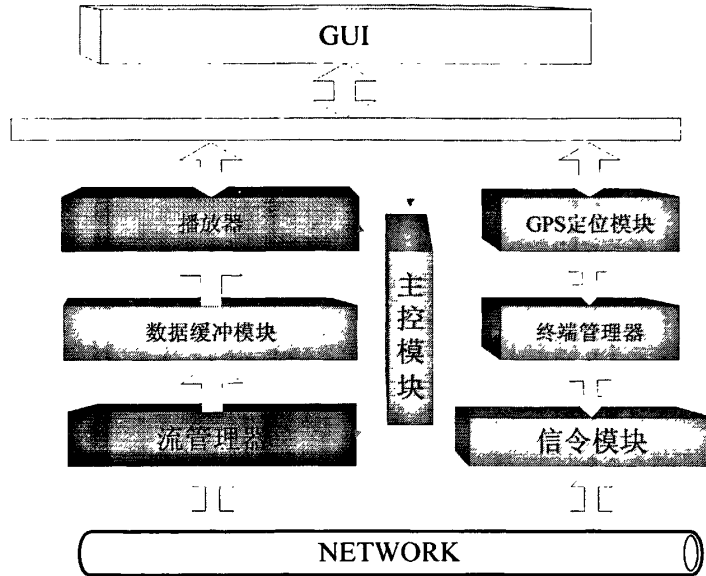 GUI
播放器
GPS定位模块
主控模块
数据缓冲模块
终端管理器
流管理器
信令模块
NETWORK